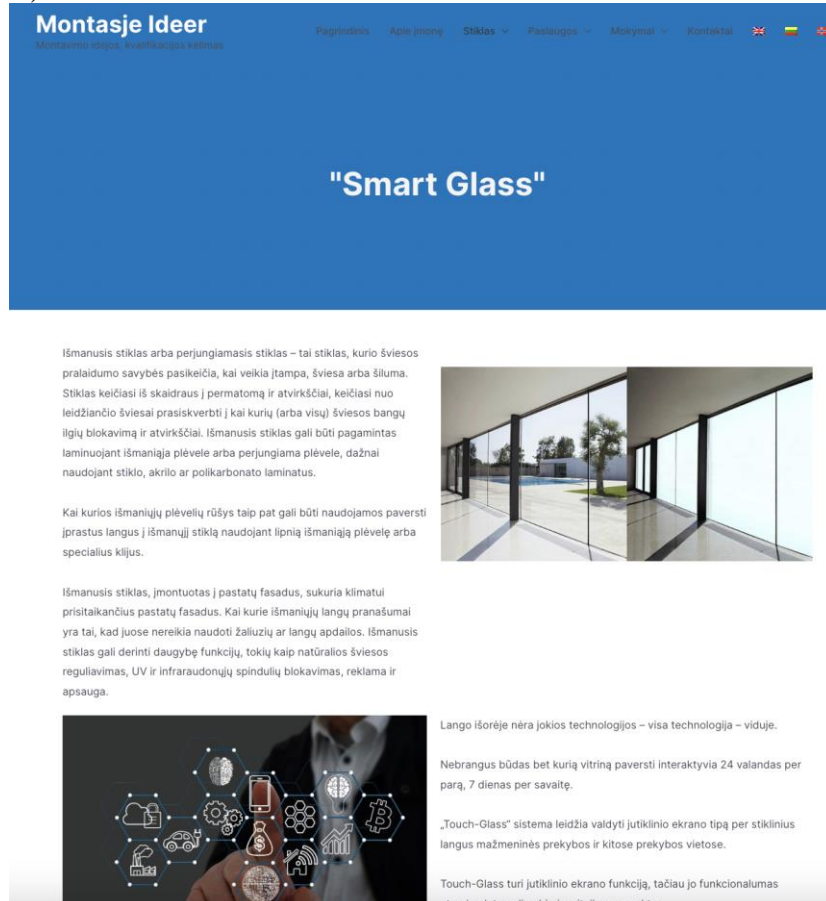 Montasje Ideer
Montavimo idėjos, kvalifikacijos kėlimas
Pagrindinis Apie įmonę Stiklas Paslaugos Mokymai Kontaktai
"Smart Glass"
Išmanusis stiklas arba perjungiamasis stiklas – tai stiklas, kurio šviesos
pralaidumo savybės pasikeičia, kai veikia įtampa, šviesa arba šiluma.
Stiklas keičiasi iš skaidraus į permatomą ir atvirkščiai, keičiasi nuo
leidžiančio šviesai prasiskverbti į kai kurių (arba visų) šviesos bangų
ilgių blokavimą ir atvirkščiai. Išmanusis stiklas gali būti pagamintas
laminuojant išmaniąja plėvele arba perjungiama plėvele, dažnai
naudojant stiklo, akrilo ar polikarbonato laminatus.
Kai kurios išmaniųjų plėvelių rūšys taip pat gali būti naudojamos paversti
įprastus langus į išmanųjį stiklą naudojant lipnią išmaniąją plėvelę arba
specialius klijus.
Išmanusis stiklas, įmontuotas į pastatų fasadus, sukuria klimatui
prisitaikančius pastatų fasadus. Kai kurie išmaniųjų langų pranašumai
yra tai, kad juose nereikia naudoti žaliuzių ar langų apdailos. Išmanusis
stiklas gali derinti daugybę funkcijų, tokių kaip natūralios šviesos
reguliavimas, UV ir infraraudonųjų spindulių blokavimas, reklama ir
apsauga.
Lango išorėje nėra jokios technologijos – visa technologija – viduje.
Nebrangus būdas bet kurią vitriną paversti interaktyvia 24 valandas per
parą, 7 dienas per savaitę.
„Touch-Glass“ sistema leidžia valdyti jutiklinio ekrano tipą per stiklinius
langus mažmeninės prekybos ir kitose prekybos vietose.
Touch-Glass turi jutiklinio ekrano funkciją, tačiau jo funkcionalumas